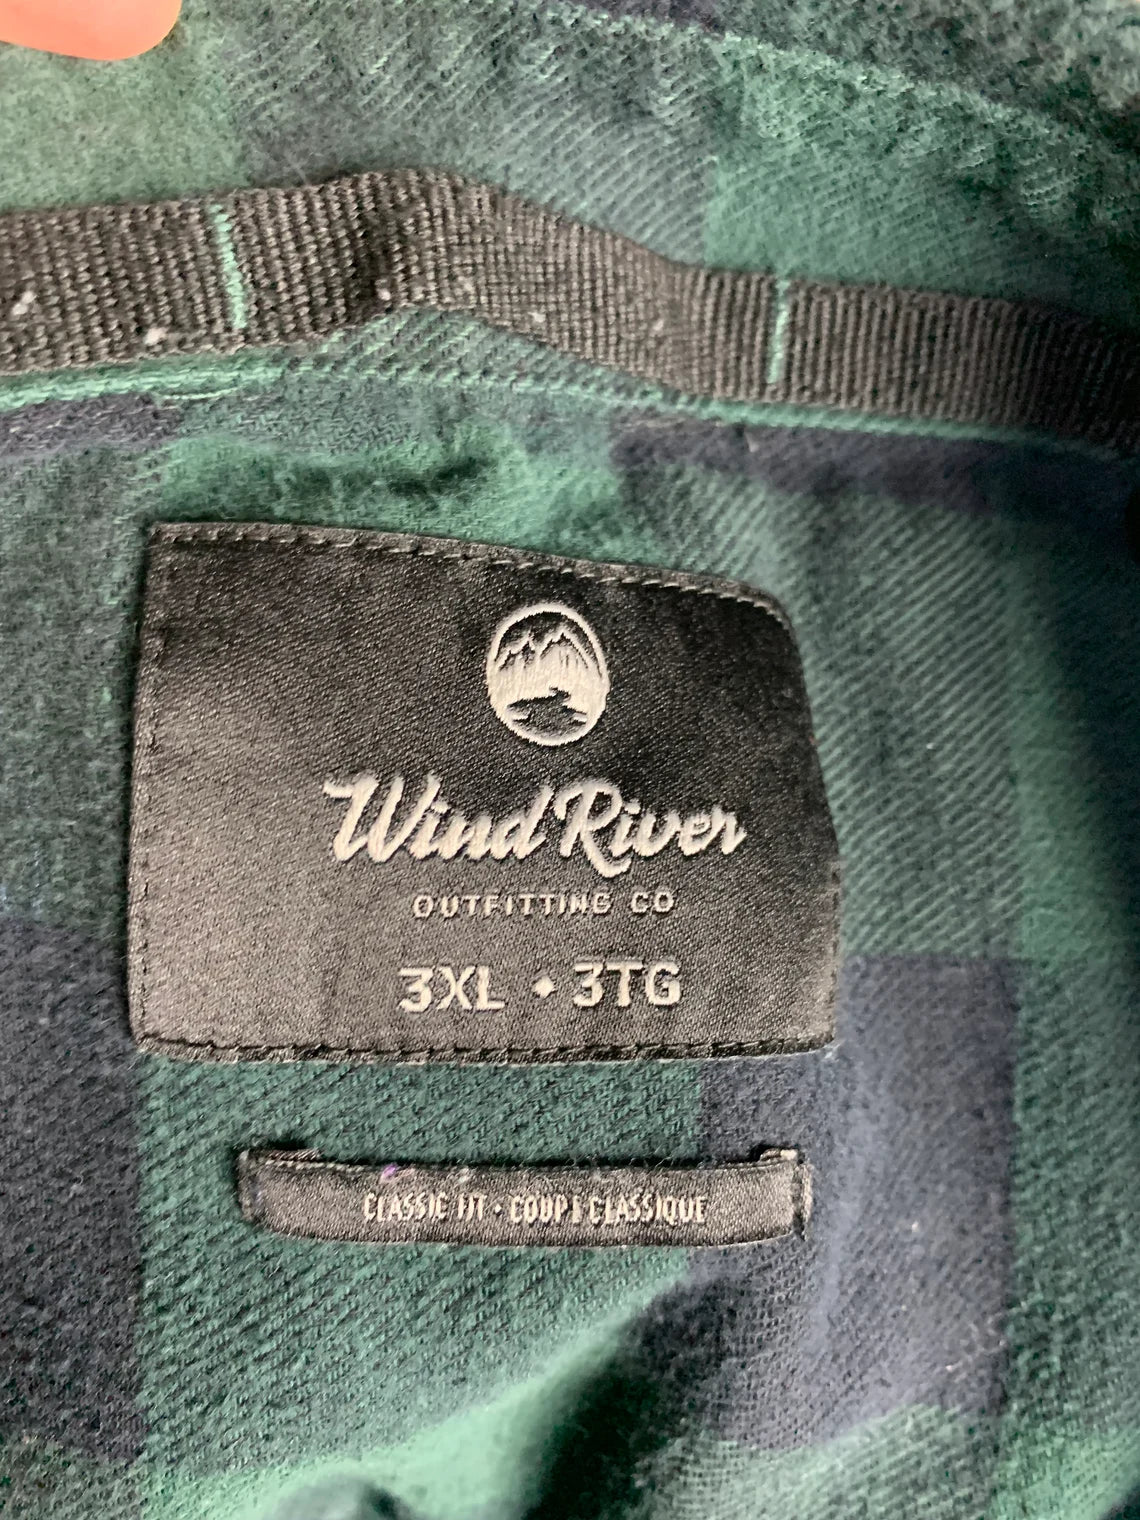 Wind River
OUTFITTING CO
3XL • 3TG
CLASSIC FIT • COUPE CLASSIQUE